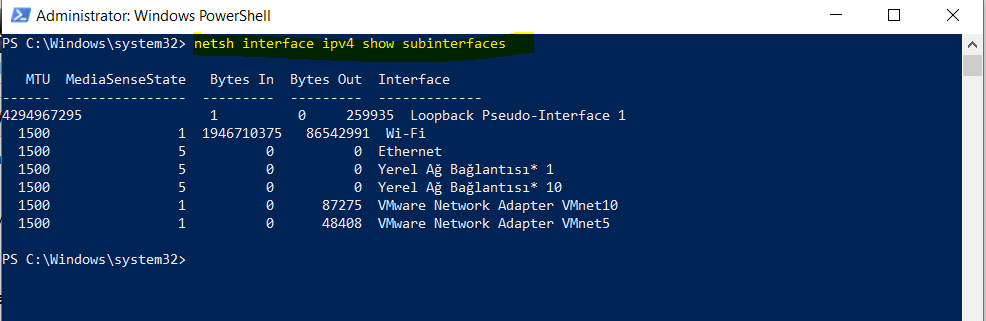 Administrator: Windows PowerShell
PS C:\Windows\system32> netsh interface ipv4 show subinterfaces
   MTU  MediaSenseState   Bytes In  Bytes Out  Interface
------  ---------------  ---------  ---------  -------------
4294967295                1          0     259935  Loopback Pseudo-Interface 1
  1500                1  1946710375   86542991  Wi-Fi
  1500                5          0          0  Ethernet
  1500                5          0          0  Yerel Ağ Bağlantısı* 1
  1500                5          0          0  Yerel Ağ Bağlantısı* 10
  1500                1          0      87275  VMware Network Adapter VMnet10
  1500                1          0      48408  VMware Network Adapter VMnet5
PS C:\Windows\system32>